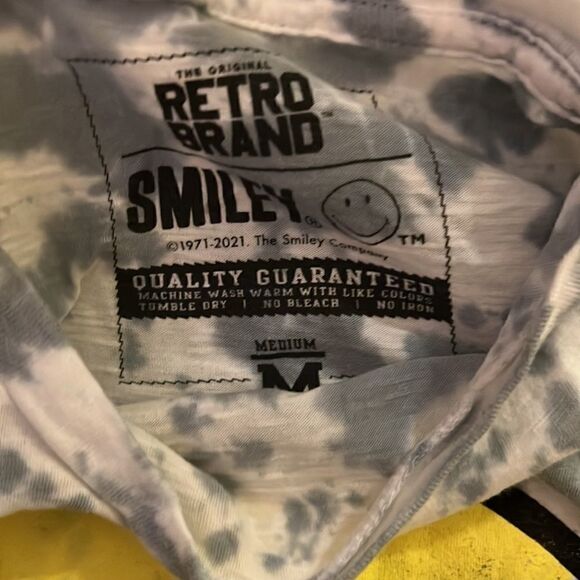 THE ORIGINAL
RETRO
BRAND™
SMILEY®
™
©1971-2021. The Smiley Company
QUALITY GUARANTEED
MACHINE WASH WARM WITH LIKE COLORS
TUMBLE DRY | NO BLEACH | NO IRON
MEDIUM
M